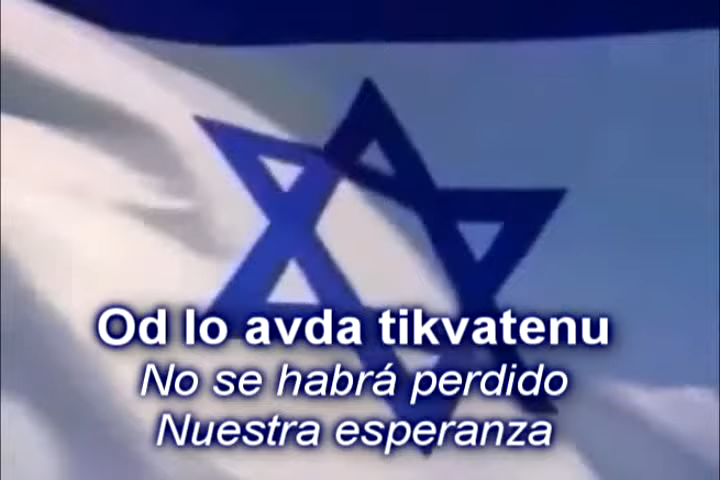 Od lo avda tikvatenu
No se habrá perdido
Nuestra esperanza